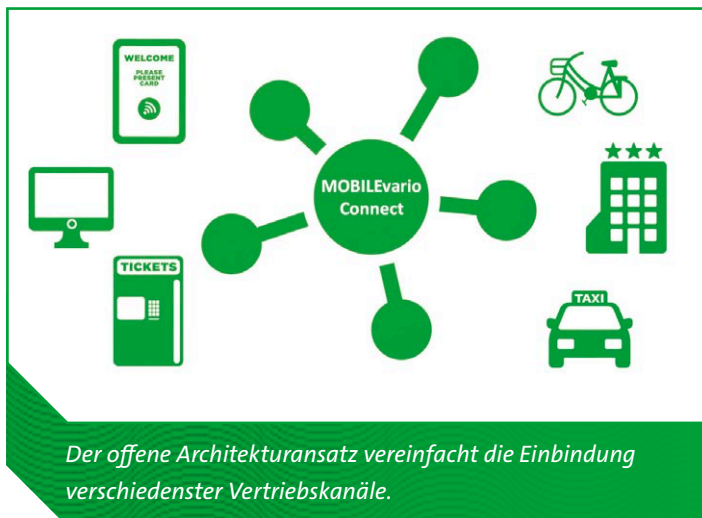 WELCOME
PLEASE
PRESENT
CARD
TICKETS
MOBILEvario
Connect
TAXI
Der offene Architekturansatz vereinfacht die Einbindung
verschiedenster Vertriebskanäle.